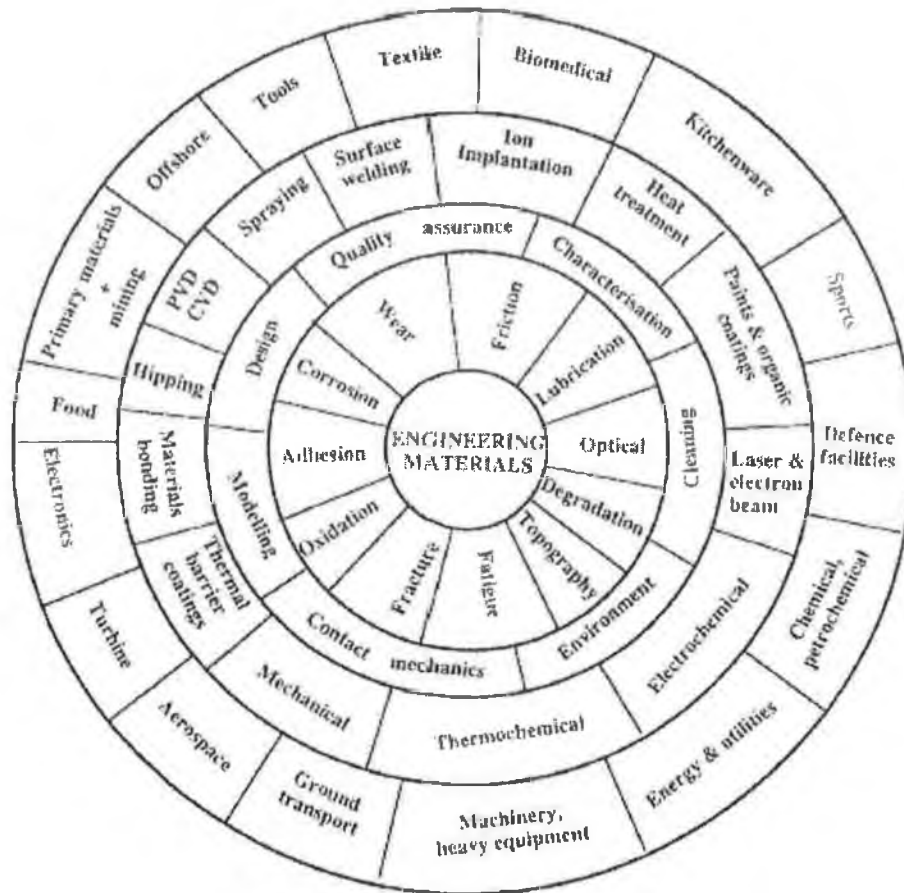 ENGINEERING
MATERIALS
Wear
Friction
Lubrication
Optical
Degradation
Topography
Fatigue
Fracture
Oxidation
Adhesion
Corrosion
Quality assurance
Characterisation
Cleaning
Environment
Contact mechanics
Modelling
Design
Ion
Implantation
Heat
treatment
Paints & organic
coatings
Laser &
electron
beam
Electrochemical
Thermochemical
Mechanical
Thermal
barrier
coatings
Materials
bonding
Hipping
PVD
CVD
Spraying
Surface
welding
Biomedical
Kitchenware
Sports
Defence
facilities
Chemical,
petrochemical
Energy & utilities
Machinery,
heavy equipment
Ground
transport
Aerospace
Turbine
Electronics
Food
Primary materials
+
mining
Offshore
Tools
Textike